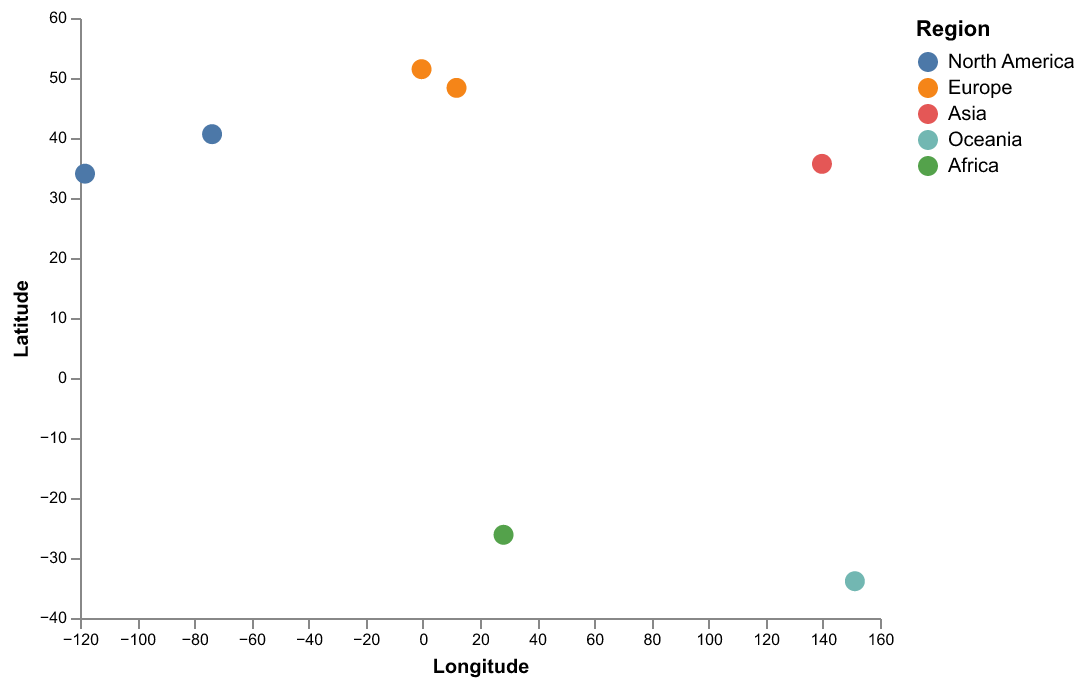 60
50
40
30
20
10
0
−10
−20
−30
−40
Latitude
−120 −100 −80 −60 −40 −20 0 20 40 60 80 100 120 140 160
Longitude
Region
North America
Europe
Asia
Oceania
Africa